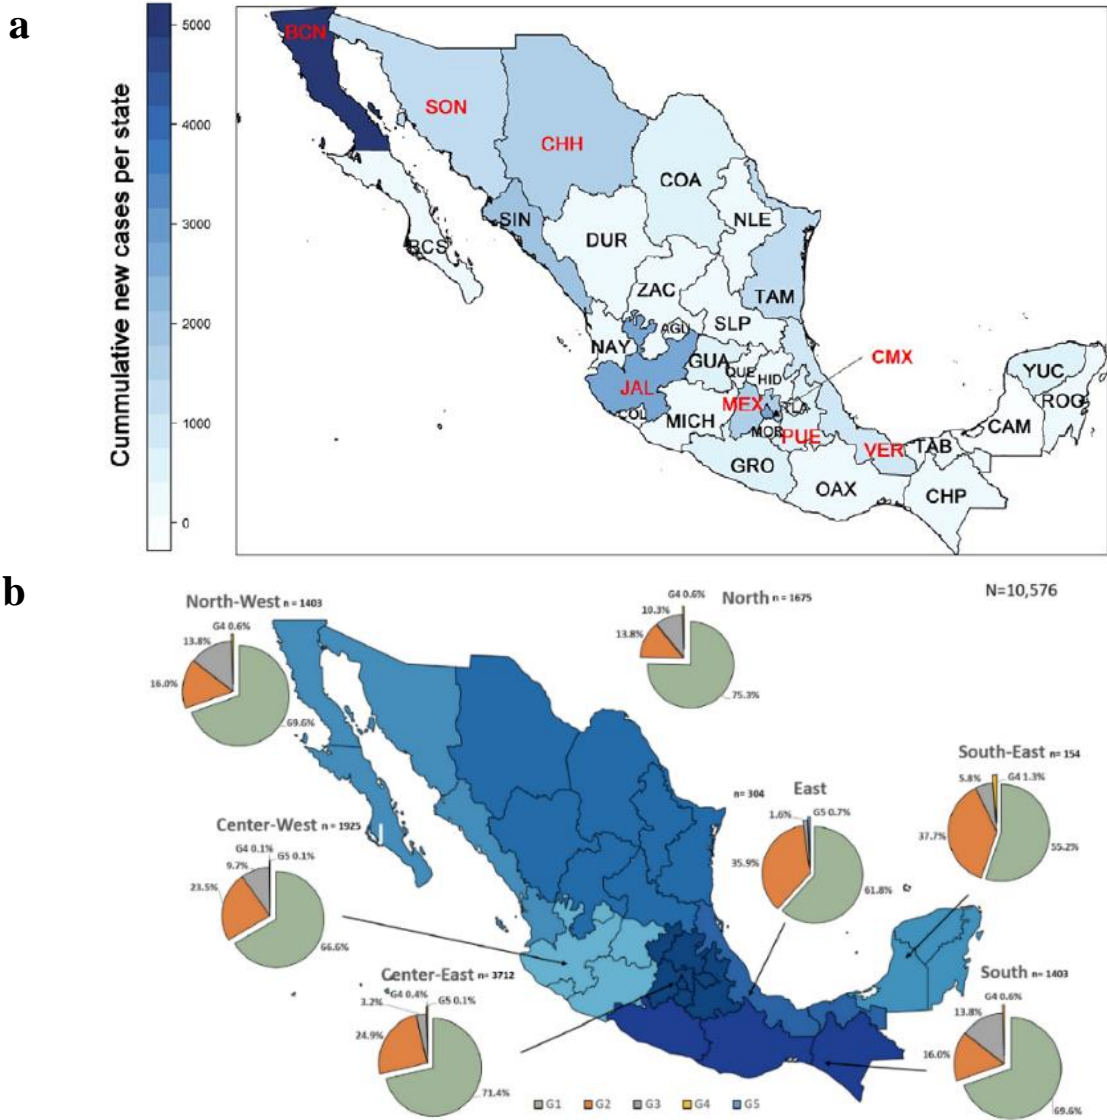 a
Cummulative new cases per state
5000
4000
3000
2000
1000
0
BCN
SON
CHH
COA
SIN
NLE
BCS
DUR
TAM
ZAC
SLP
AGU
NAY
GUA
QUE
HID
CMX
YUC
JAL
MEX
TLA
ROO
COL
MICH
MOR
PUE
VER
TAB
CAM
GRO
OAX
CHP
b
N=10,576
North-West n = 1403
G4 0.6%
13.8%
16.0%
69.6%
North n = 1675
G4 0.6%
10.3%
13.8%
75.3%
South-East n= 154
5.8%
G4 1.3%
37.7%
55.2%
East
n= 304
1.6%
G5 0.7%
35.9%
61.8%
Center-West n = 1925
G4 0.1%
G5 0.1%
9.7%
23.5%
66.6%
Center-East n= 3712
G4 0.4%
G5 0.1%
3.2%
24.9%
71.4%
South n= 1403
G4 0.6%
13.8%
16.0%
69.6%
G1 G2 G3 G4 G5